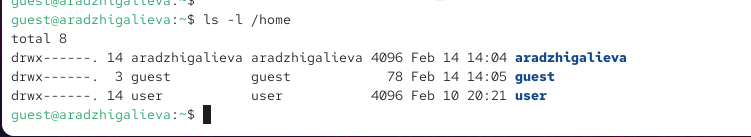 guest@aradzhigalieva:~$
guest@aradzhigalieva:~$ ls -l /home
total 8
drwx------. 14 aradzhigalieva aradzhigalieva 4096 Feb 14 14:04 aradzhigalieva
drwx------.  3 guest          guest            78 Feb 14 14:05 guest
drwx------. 14 user           user           4096 Feb 10 20:21 user
guest@aradzhigalieva:~$